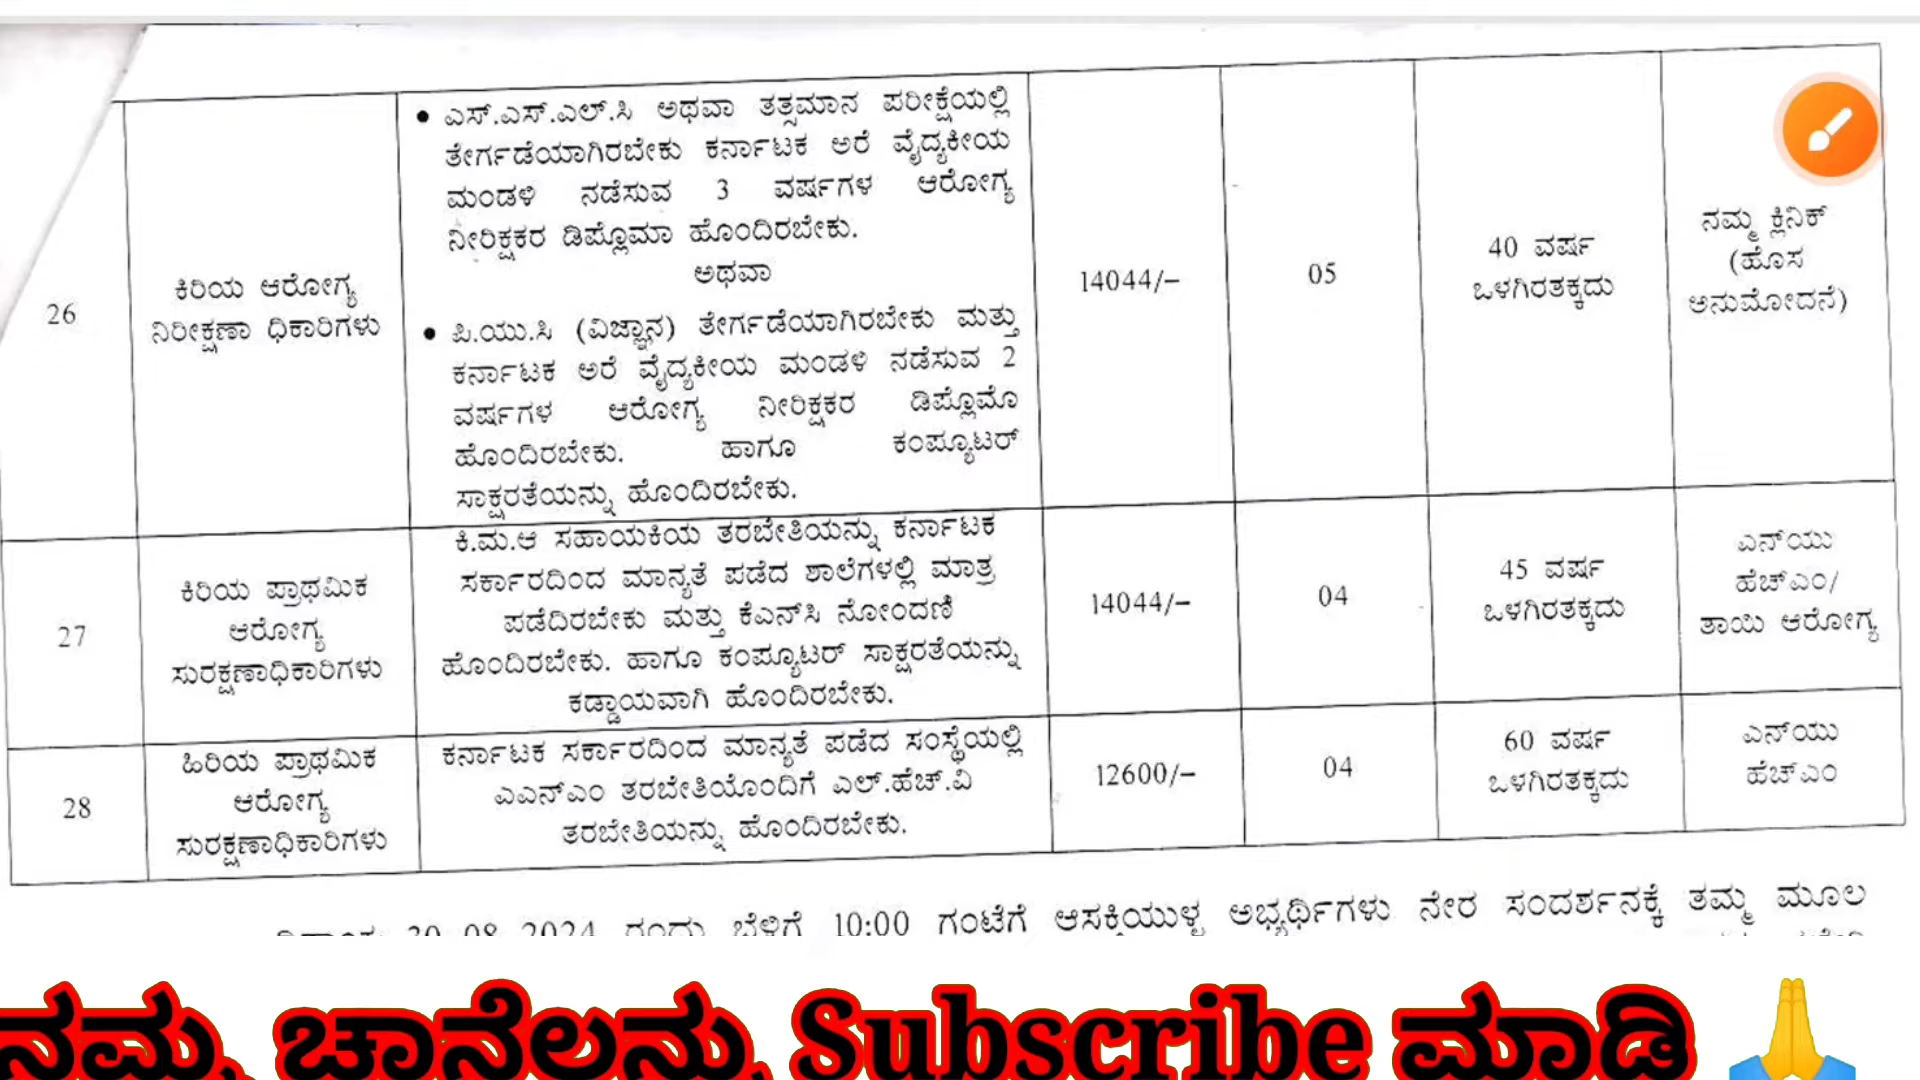 26
ಕಿರಿಯ ಆರೋಗ್ಯ
ನಿರೀಕ್ಷಣಾ ಧಿಕಾರಿಗಳು
• ಎಸ್.ಎಸ್.ಎಲ್.ಸಿ ಅಥವಾ ತತ್ಸಮಾನ ಪರೀಕ್ಷೆಯಲ್ಲಿ
ತೇರ್ಗಡೆಯಾಗಿರಬೇಕು ಕರ್ನಾಟಕ ಅರೆ ವೈದ್ಯಕೀಯ
ಮಂಡಳಿ ನಡೆಸುವ 3 ವರ್ಷಗಳ ಆರೋಗ್ಯ
ನೀರಿಕ್ಷಕರ ಡಿಪ್ಲೊಮಾ ಹೊಂದಿರಬೇಕು.
ಅಥವಾ
• ಪಿ.ಯು.ಸಿ (ವಿಜ್ಞಾನ) ತೇರ್ಗಡೆಯಾಗಿರಬೇಕು ಮತ್ತು
ಕರ್ನಾಟಕ ಅರೆ ವೈದ್ಯಕೀಯ ಮಂಡಳಿ ನಡೆಸುವ 2
ವರ್ಷಗಳ ಆರೋಗ್ಯ ನೀರಿಕ್ಷಕರ ಡಿಪ್ಲೊಮೊ
ಹೊಂದಿರಬೇಕು. ಹಾಗೂ ಕಂಪ್ಯೂಟರ್
ಸಾಕ್ಷರತೆಯನ್ನು ಹೊಂದಿರಬೇಕು.
14044/-
05
40 ವರ್ಷ
ಒಳಗಿರತಕ್ಕದು
ನಮ್ಮ ಕ್ಲಿನಿಕ್
(ಹೊಸ
ಅನುಮೋದನೆ)
27
ಕಿರಿಯ ಪ್ರಾಥಮಿಕ
ಆರೋಗ್ಯ
ಸುರಕ್ಷಣಾಧಿಕಾರಿಗಳು
ಕಿ.ಮ.ಆ ಸಹಾಯಕಿಯ ತರಬೇತಿಯನ್ನು ಕರ್ನಾಟಕ
ಸರ್ಕಾರದಿಂದ ಮಾನ್ಯತೆ ಪಡೆದ ಶಾಲೆಗಳಲ್ಲಿ ಮಾತ್ರ
ಪಡೆದಿರಬೇಕು ಮತ್ತು ಕೆಎನ್‌ಸಿ ನೋಂದಣಿ
ಹೊಂದಿರಬೇಕು. ಹಾಗೂ ಕಂಪ್ಯೂಟರ್ ಸಾಕ್ಷರತೆಯನ್ನು
ಕಡ್ಡಾಯವಾಗಿ ಹೊಂದಿರಬೇಕು.
14044/-
04
45 ವರ್ಷ
ಒಳಗಿರತಕ್ಕದು
ಎನ್‌ಯು
ಹೆಚ್‌ಎಂ/
ತಾಯಿ ಆರೋಗ್ಯ
28
ಹಿರಿಯ ಪ್ರಾಥಮಿಕ
ಆರೋಗ್ಯ
ಸುರಕ್ಷಣಾಧಿಕಾರಿಗಳು
ಕರ್ನಾಟಕ ಸರ್ಕಾರದಿಂದ ಮಾನ್ಯತೆ ಪಡೆದ ಸಂಸ್ಥೆಯಲ್ಲಿ
ಎಎನ್‌ಎಂ ತರಬೇತಿಯೊಂದಿಗೆ ಎಲ್.ಹೆಚ್.ವಿ
ತರಬೇತಿಯನ್ನು ಹೊಂದಿರಬೇಕು.
12600/-
04
60 ವರ್ಷ
ಒಳಗಿರತಕ್ಕದು
ಎನ್‌ಯು
ಹೆಚ್‌ಎಂ
ಬೆಳಿಗೆ 10:00 ಗಂಟೆಗೆ ಆಸಕ್ತಿಯುಳ್ಳ ಅಭ್ಯರ್ಥಿಗಳು ನೇರ ಸಂದರ್ಶನಕ್ಕೆ ತಮ್ಮ ಮೂಲ
ನಮ್ಮ ಚಾನೆಲನ್ನು Subscribe ಮಾಡಿ 🙏